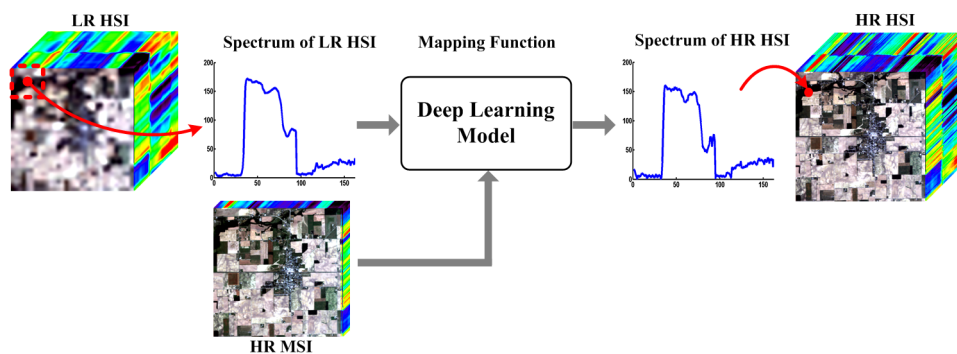 LR HSI
Spectrum of LR HSI
Mapping Function
Spectrum of HR HSI
HR HSI
200
150
100
50
0
0
50
100
150
Deep Learning
Model
200
150
100
50
0
0
50
100
150
HR MSI